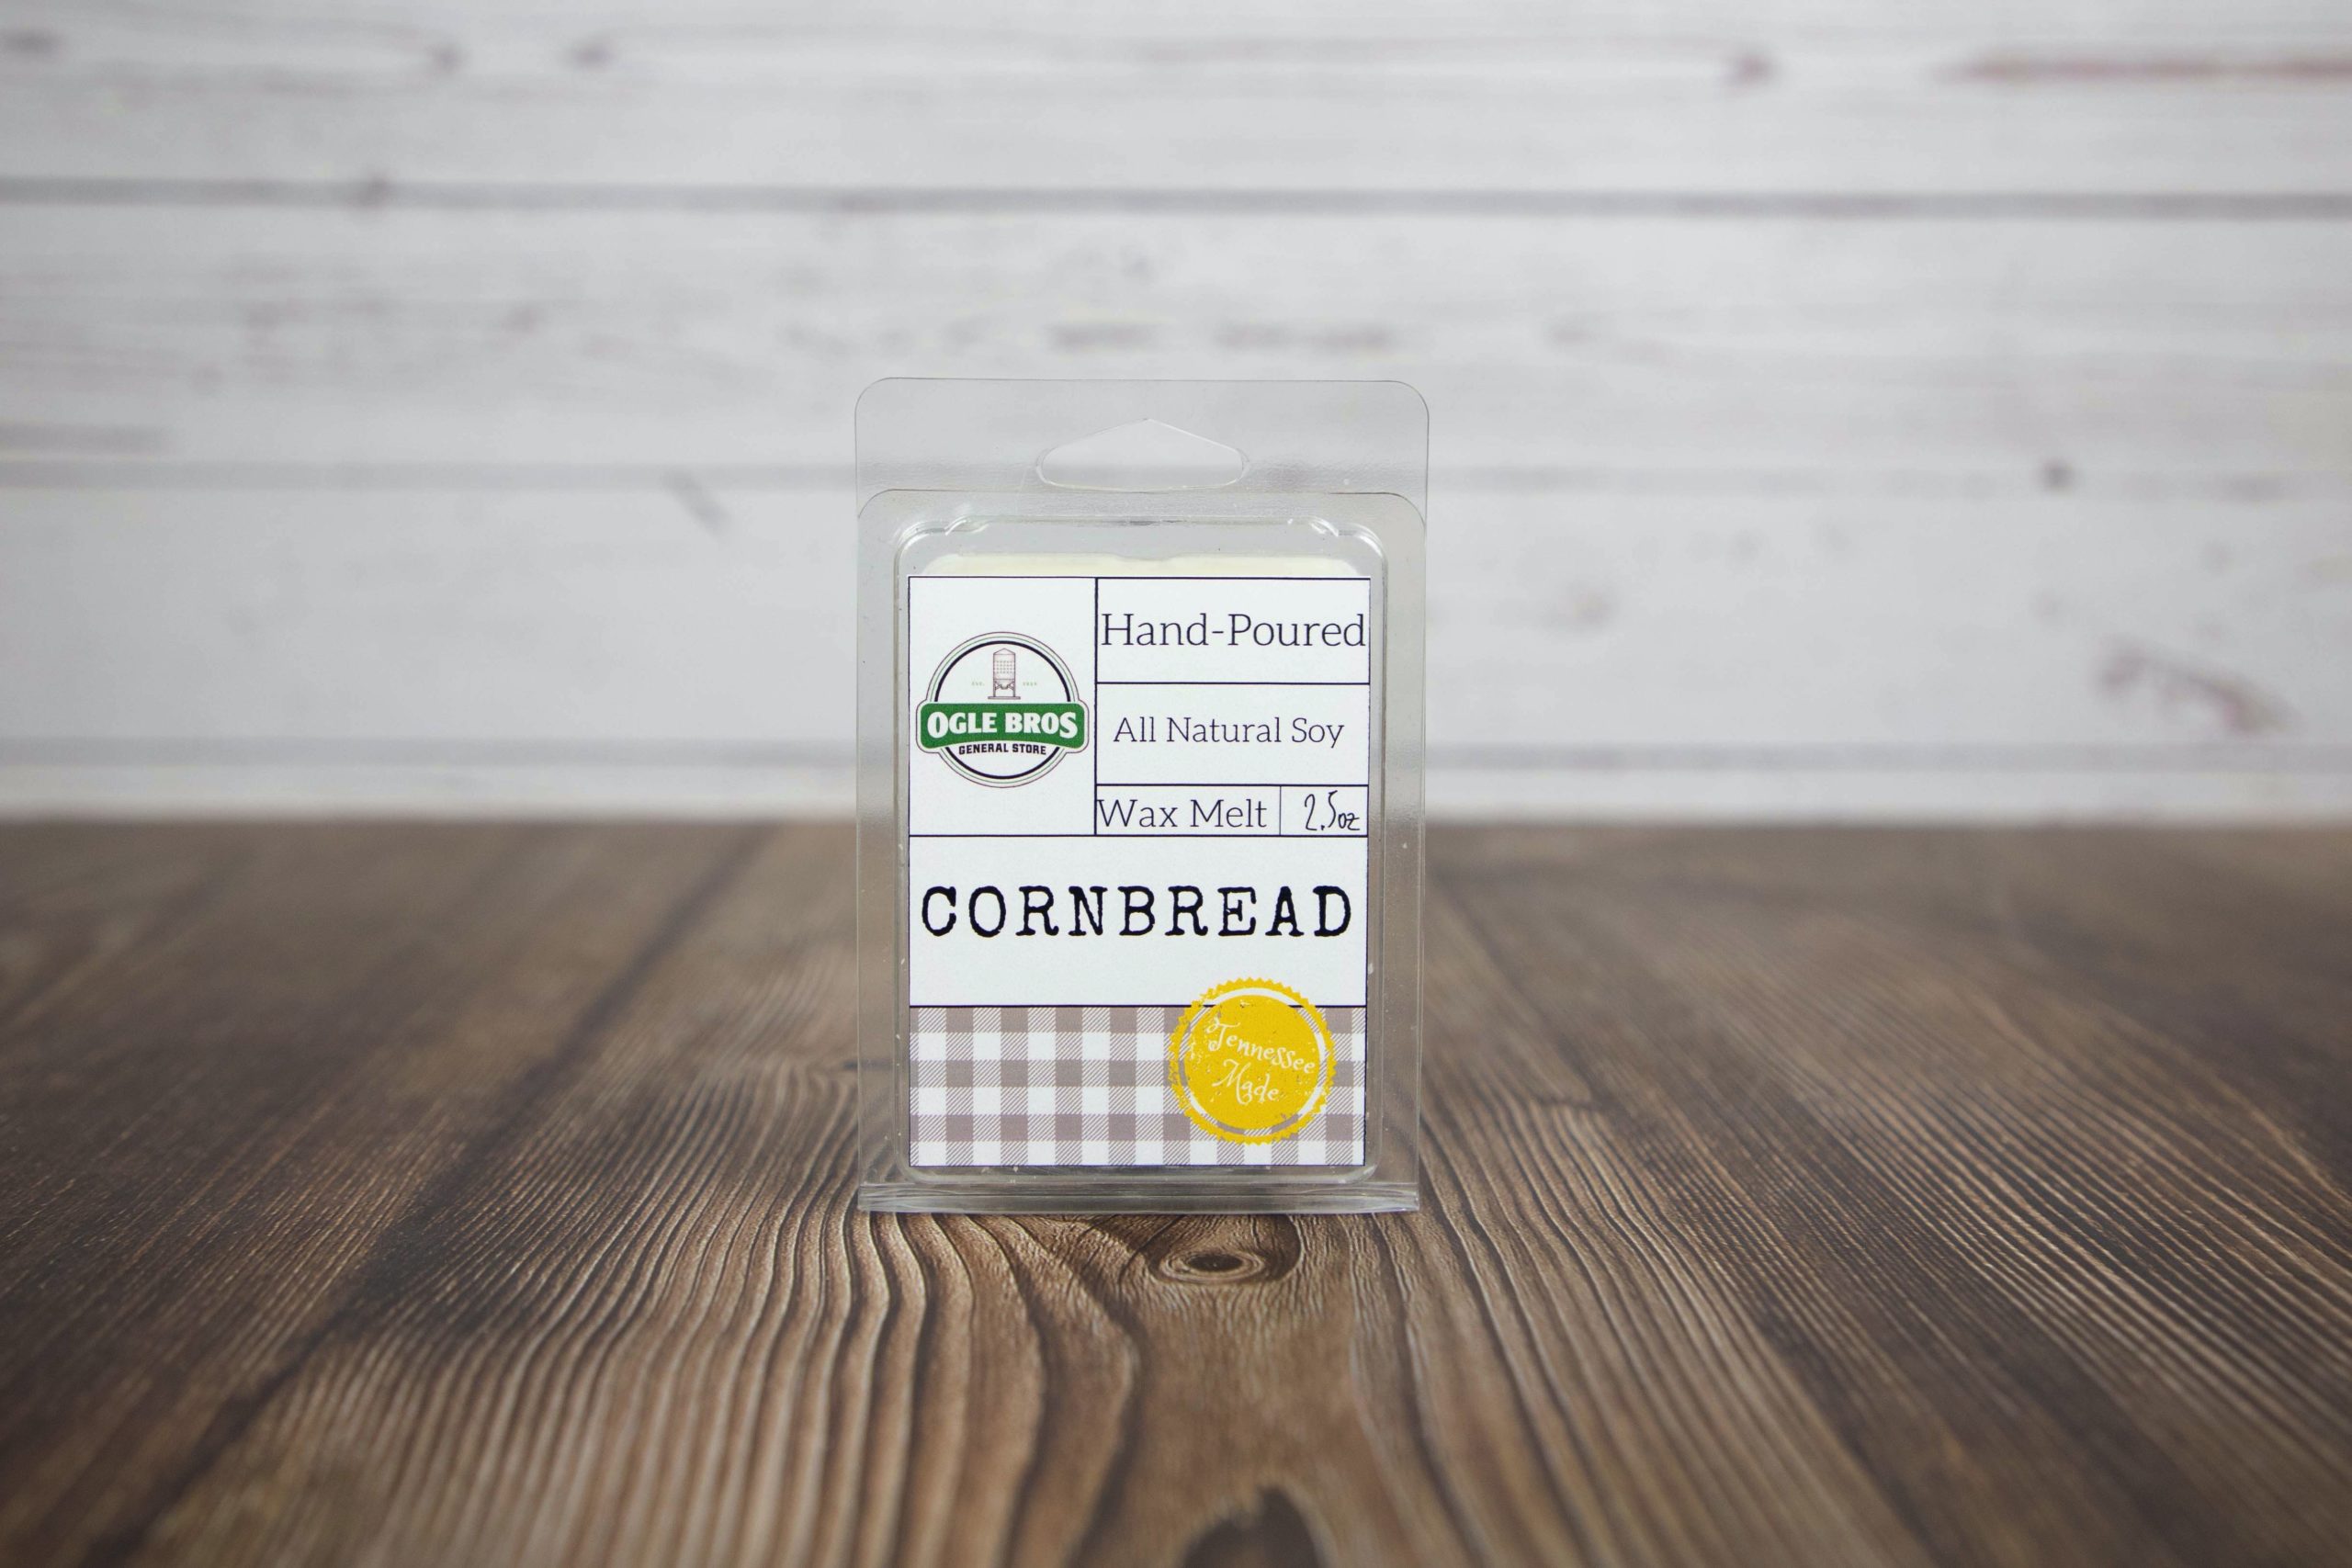 OGLE BROS
GENERAL STORE
Hand-Poured
All Natural Soy
Wax Melt
2.5oz
CORNBREAD
Tennessee
Made